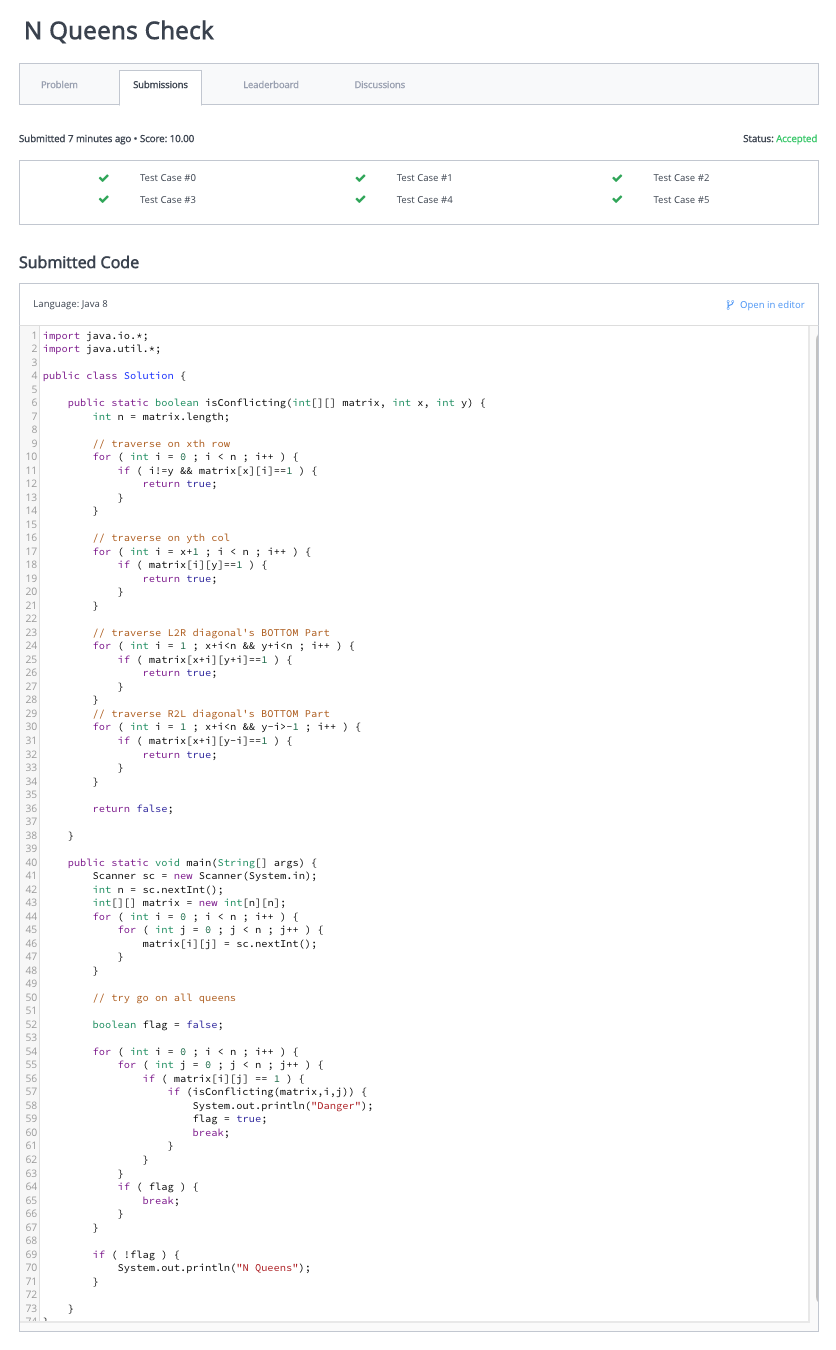 N Queens Check
Problem Submissions Leaderboard Discussions
Submitted 7 minutes ago • Score: 10.00 Status: Accepted
Test Case #0 Test Case #1 Test Case #2
Test Case #3 Test Case #4 Test Case #5
Submitted Code
Language: Java 8 Open in editor
1 import java.io.*;
2 import java.util.*;
3
4 public class Solution {
5
6     public static boolean isConflicting(int[][] matrix, int x, int y) {
7         int n = matrix.length;
8
9         // traverse on xth row
10         for ( int i = 0 ; i < n ; i++ ) {
11             if ( i!=y && matrix[x][i]==1 ) {
12                 return true;
13             }
14         }
15
16         // traverse on yth col
17         for ( int i = x+1 ; i < n ; i++ ) {
18             if ( matrix[i][y]==1 ) {
19                 return true;
20             }
21         }
22
23         // traverse L2R diagonal's BOTTOM Part
24         for ( int i = 1 ; x+i<n && y+i<n ; i++ ) {
25             if ( matrix[x+i][y+i]==1 ) {
26                 return true;
27             }
28         }
29         // traverse R2L diagonal's BOTTOM Part
30         for ( int i = 1 ; x+i<n && y-i>-1 ; i++ ) {
31             if ( matrix[x+i][y-i]==1 ) {
32                 return true;
33             }
34         }
35
36         return false;
37
38     }
39
40     public static void main(String[] args) {
41         Scanner sc = new Scanner(System.in);
42         int n = sc.nextInt();
43         int[][] matrix = new int[n][n];
44         for ( int i = 0 ; i < n ; i++ ) {
45             for ( int j = 0 ; j < n ; j++ ) {
46                 matrix[i][j] = sc.nextInt();
47             }
48         }
49
50         // try go on all queens
51
52         boolean flag = false;
53
54         for ( int i = 0 ; i < n ; i++ ) {
55             for ( int j = 0 ; j < n ; j++ ) {
56                 if ( matrix[i][j] == 1 ) {
57                     if (isConflicting(matrix,i,j)) {
58                         System.out.println("Danger");
59                         flag = true;
60                         break;
61                     }
62                 }
63             }
64             if ( flag ) {
65                 break;
66             }
67         }
68
69         if ( !flag ) {
70             System.out.println("N Queens");
71         }
72
73     }
74 }